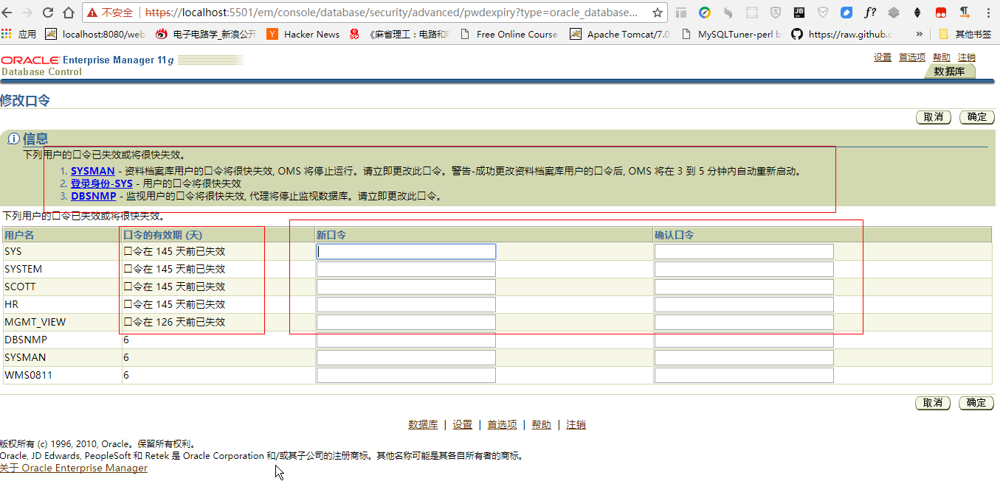 不安全 https://localhost:5501/em/console/database/security/advanced/pwdexpiry?type=oracle_database...
应用 localhost:8080/web 电子电路学_新浪公开 Hacker News 《麻省理工：电路和 Free Online Course Apache Tomcat/7.0 MySQLTuner-perl b https://raw.github.c » 其他书签
ORACLE Enterprise Manager 11g
Database Control
设置 首选项 帮助 注销
数据库
修改口令
取消 确定
信息
下列用户的口令已失效或将很快失效。
1. SYSMAN - 资料档案库用户的口令将很快失效, OMS 将停止运行。请立即更改此口令。警告-成功更改资料档案库用户的口令后, OMS 将在 3 到 5 分钟内自动重新启动。
2. 登录身份-SYS - 用户的口令将很快失效
3. DBSNMP - 监视用户的口令将很快失效, 代理将停止监视数据库。请立即更改此口令。
下列用户的口令已失效或将很快失效。
用户名 口令的有效期 (天) 新口令 确认口令
SYS 口令在 145 天前已失效
SYSTEM 口令在 145 天前已失效
SCOTT 口令在 145 天前已失效
HR 口令在 145 天前已失效
MGMT_VIEW 口令在 126 天前已失效
DBSNMP 6
SYSMAN 6
WMS0811 6
取消 确定
数据库 | 设置 | 首选项 | 帮助 | 注销
版权所有 (c) 1996, 2010, Oracle。保留所有权利。
Oracle, JD Edwards, PeopleSoft 和 Retek 是 Oracle Corporation 和/或其子公司的注册商标。其他名称可能是其各自所有者的商标。
关于 Oracle Enterprise Manager